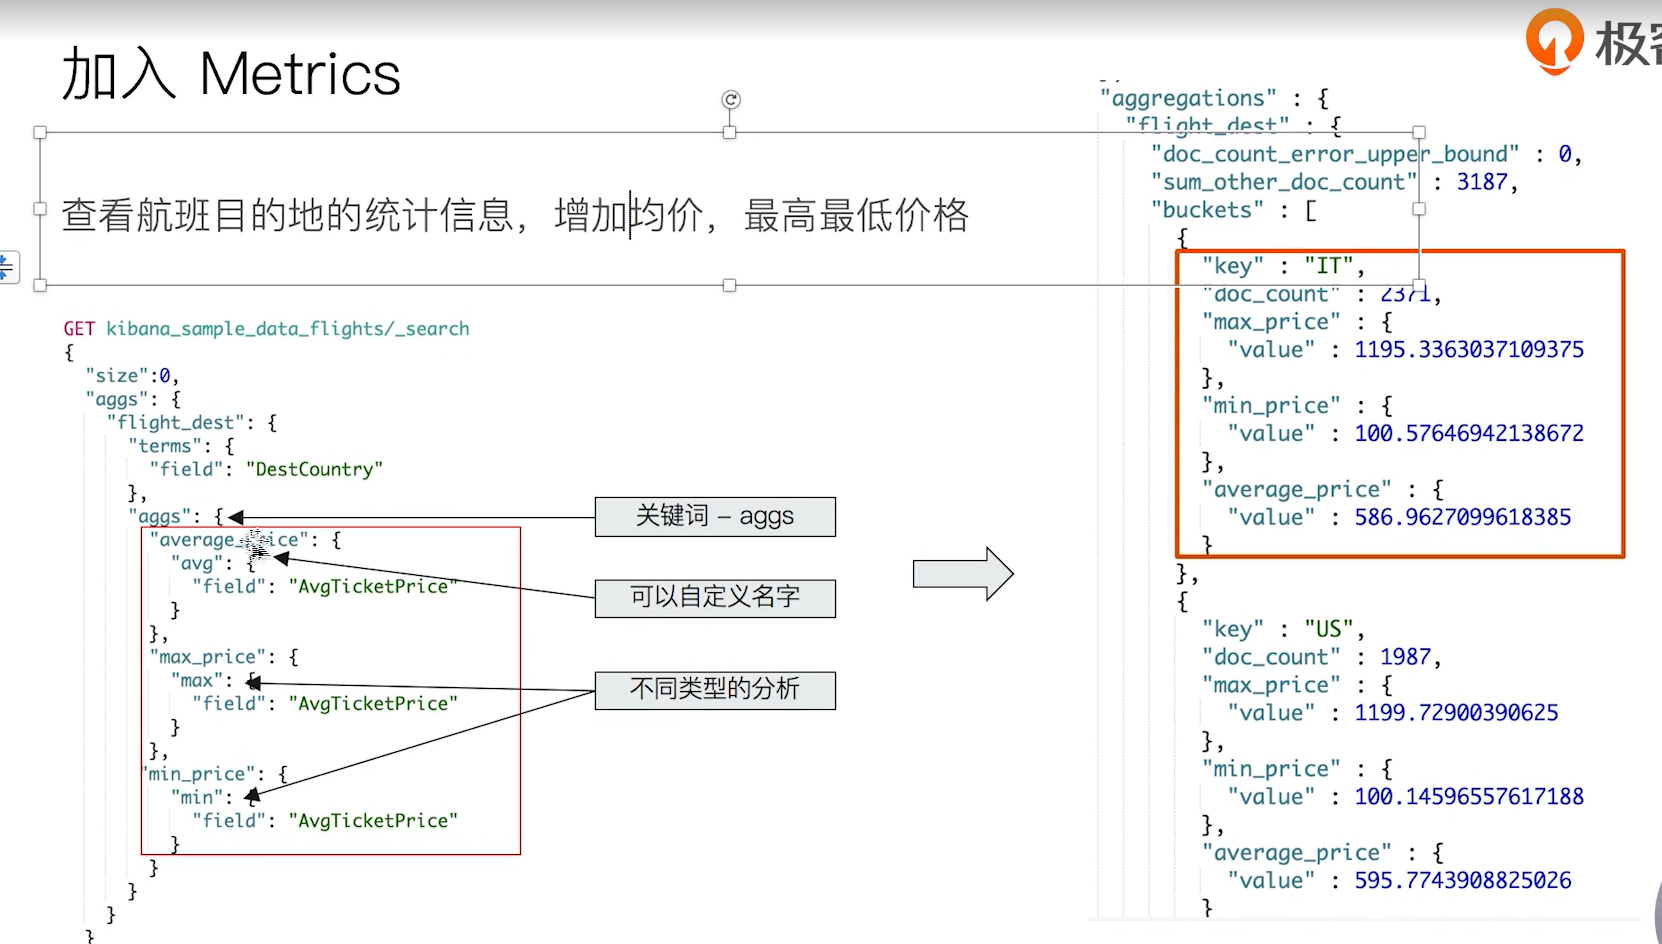 加入 Metrics
极客
查看航班目的地的统计信息，增加均价，最高最低价格
GET kibana_sample_data_flights/_search
{
"size":0,
"aggs": {
"flight_dest": {
"terms": {
"field": "DestCountry"
},
"aggs": {
"average_price": {
"avg": {
"field": "AvgTicketPrice"
}
},
"max_price": {
"max": {
"field": "AvgTicketPrice"
}
},
"min_price": {
"min": {
"field": "AvgTicketPrice"
}
}
}
}
}
关键词 – aggs
可以自定义名字
不同类型的分析
"aggregations" : {
"flight_dest" : {
"doc_count_error_upper_bound" : 0,
"sum_other_doc_count" : 3187,
"buckets" : [
{
"key" : "IT",
"doc_count" : 2371,
"max_price" : {
"value" : 1195.3363037109375
},
"min_price" : {
"value" : 100.57646942138672
},
"average_price" : {
"value" : 586.9627099618385
}
},
{
"key" : "US",
"doc_count" : 1987,
"max_price" : {
"value" : 1199.72900390625
},
"min_price" : {
"value" : 100.14596557617188
},
"average_price" : {
"value" : 595.7743908825026
}